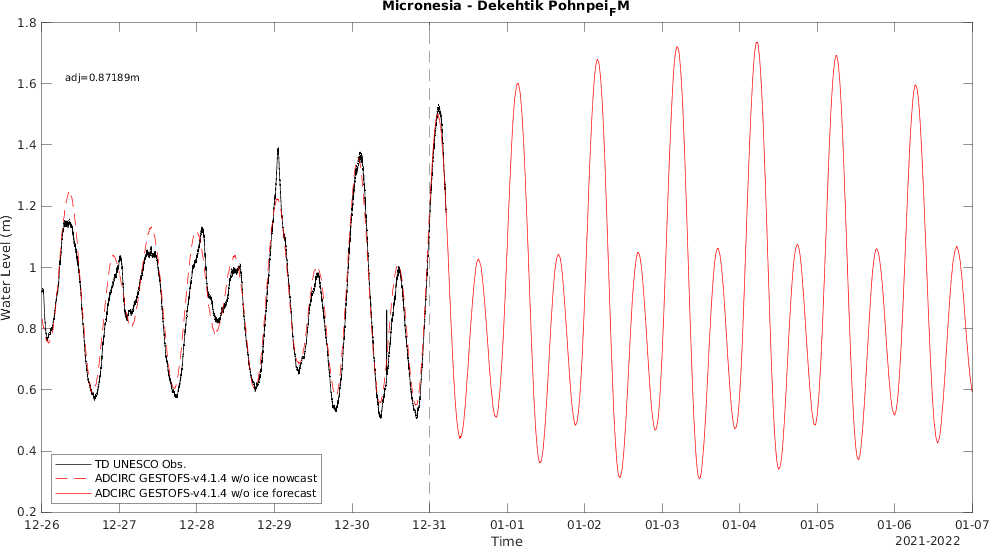 Micronesia - Dekehtik Pohnpei_FM
1.8
adj=0.87189m
1.6
1.4
1.2
1
0.8
0.6
0.4
0.2
Water Level (m)
TD UNESCO Obs.
ADCIRC GESTOFS-v4.1.4 w/o ice nowcast
ADCIRC GESTOFS-v4.1.4 w/o ice forecast
12-26 12-27 12-28 12-29 12-30 12-31 01-01 01-02 01-03 01-04 01-05 01-06 01-07
Time
2021-2022